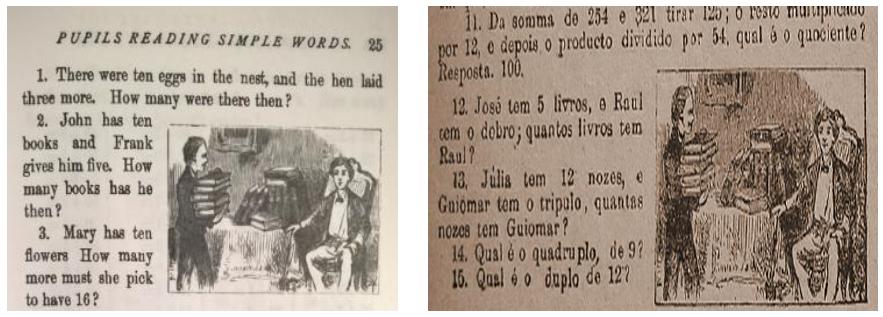 PUPILS READING SIMPLE WORDS. 25
1. There were ten eggs in the nest, and the hen laid
three more. How many were there then?
2. John has ten
books and Frank
gives him five. How
many books has he
then?
3. Mary has ten
flowers How many
more must she pick
to have 16?
11. Da somma de 254 e 321 tirar 125; o resto multiplicado
por 12, e depois o producto dividido por 54, qual é o quociente?
Resposta. 100.
12. José tem 5 livros, e Raul
tem o dobro; quantos livros tem
Raul?
13. Júlia tem 12 nozes, e
Guiomar tem o tripulo, quantas
nozes tem Guiomar?
14. Qual é o quadruplo, de 9?
15. Qual é o duplo de 12?